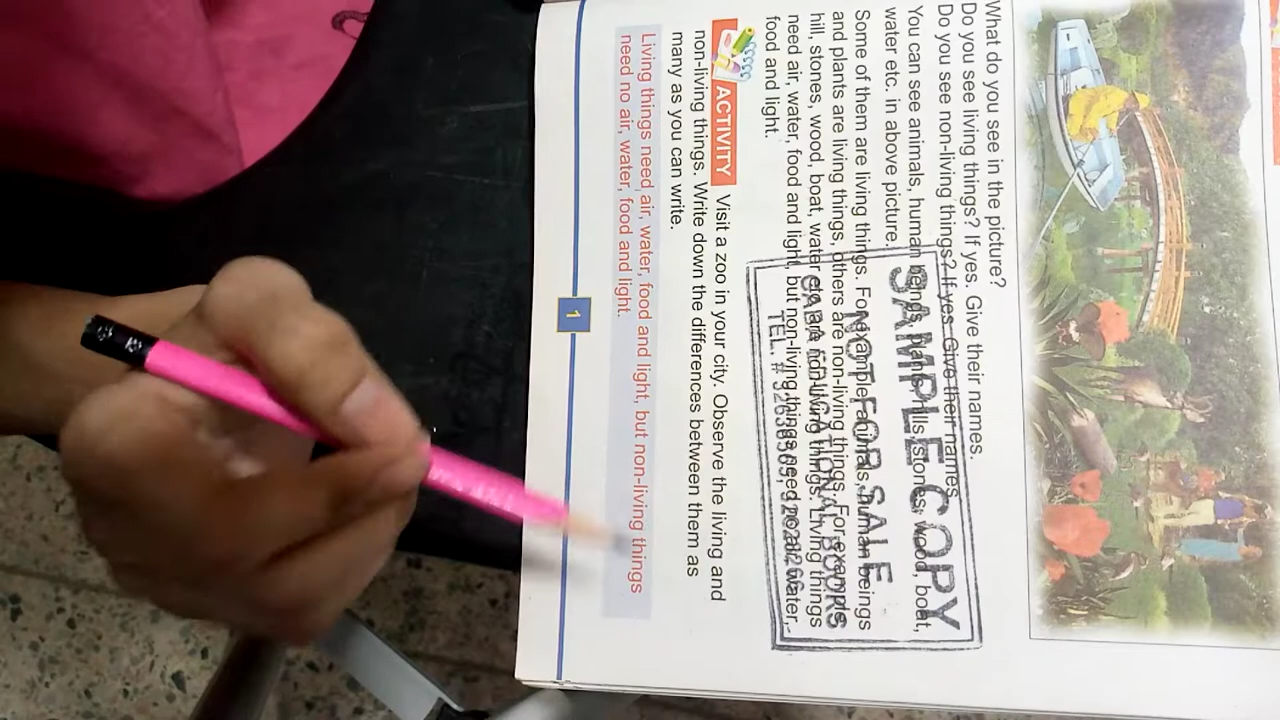 What do you see in the picture?
Do you see living things? If yes. Give their names.
Do you see non-living things? If yes Give their names.
You can see animals, human beings, plants, hills, stones, wood, boat,
water etc. in above picture.
Some of them are living things. For example animals, human beings
and plants are living things, others are non-living things. For example
hill, stones, wood, boat, water etc. are non-living things. Living things
need air, water, food and light, but non-living things need no air, water,
food and light.
SAMPLE COPY
NOT FOR SALE
TEL. #
ACTIVITY Visit a zoo in your city. Observe the living and
non-living things. Write down the differences between them as
many as you can write.
Living things need air, water, food and light, but non-living things
need no air, water, food and light.
1